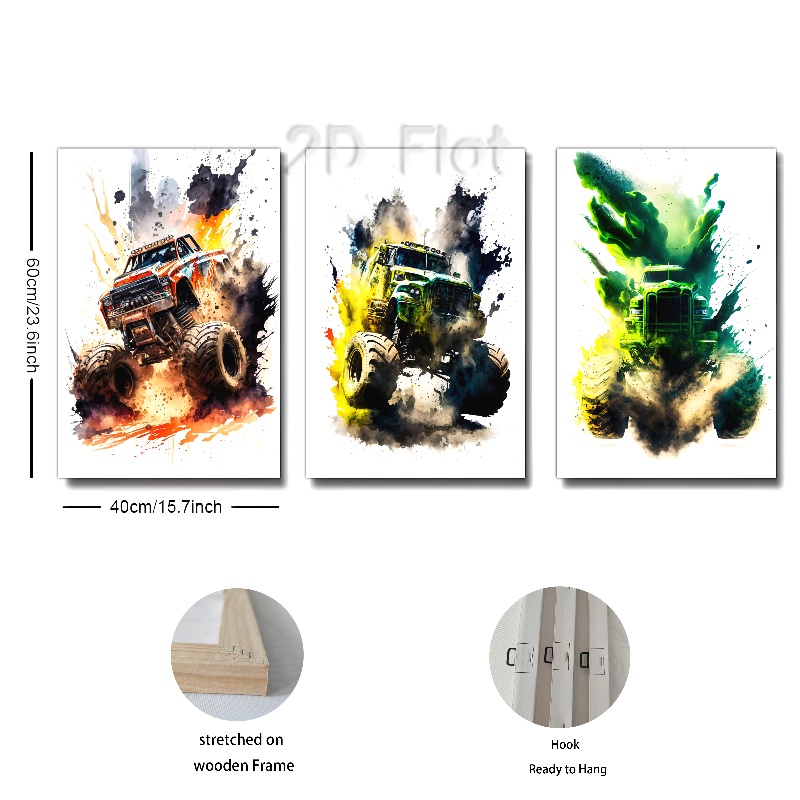 2D Flat
60cm/23.6inch
40cm/15.7inch
stretched on
wooden Frame
Hook
Ready to Hang